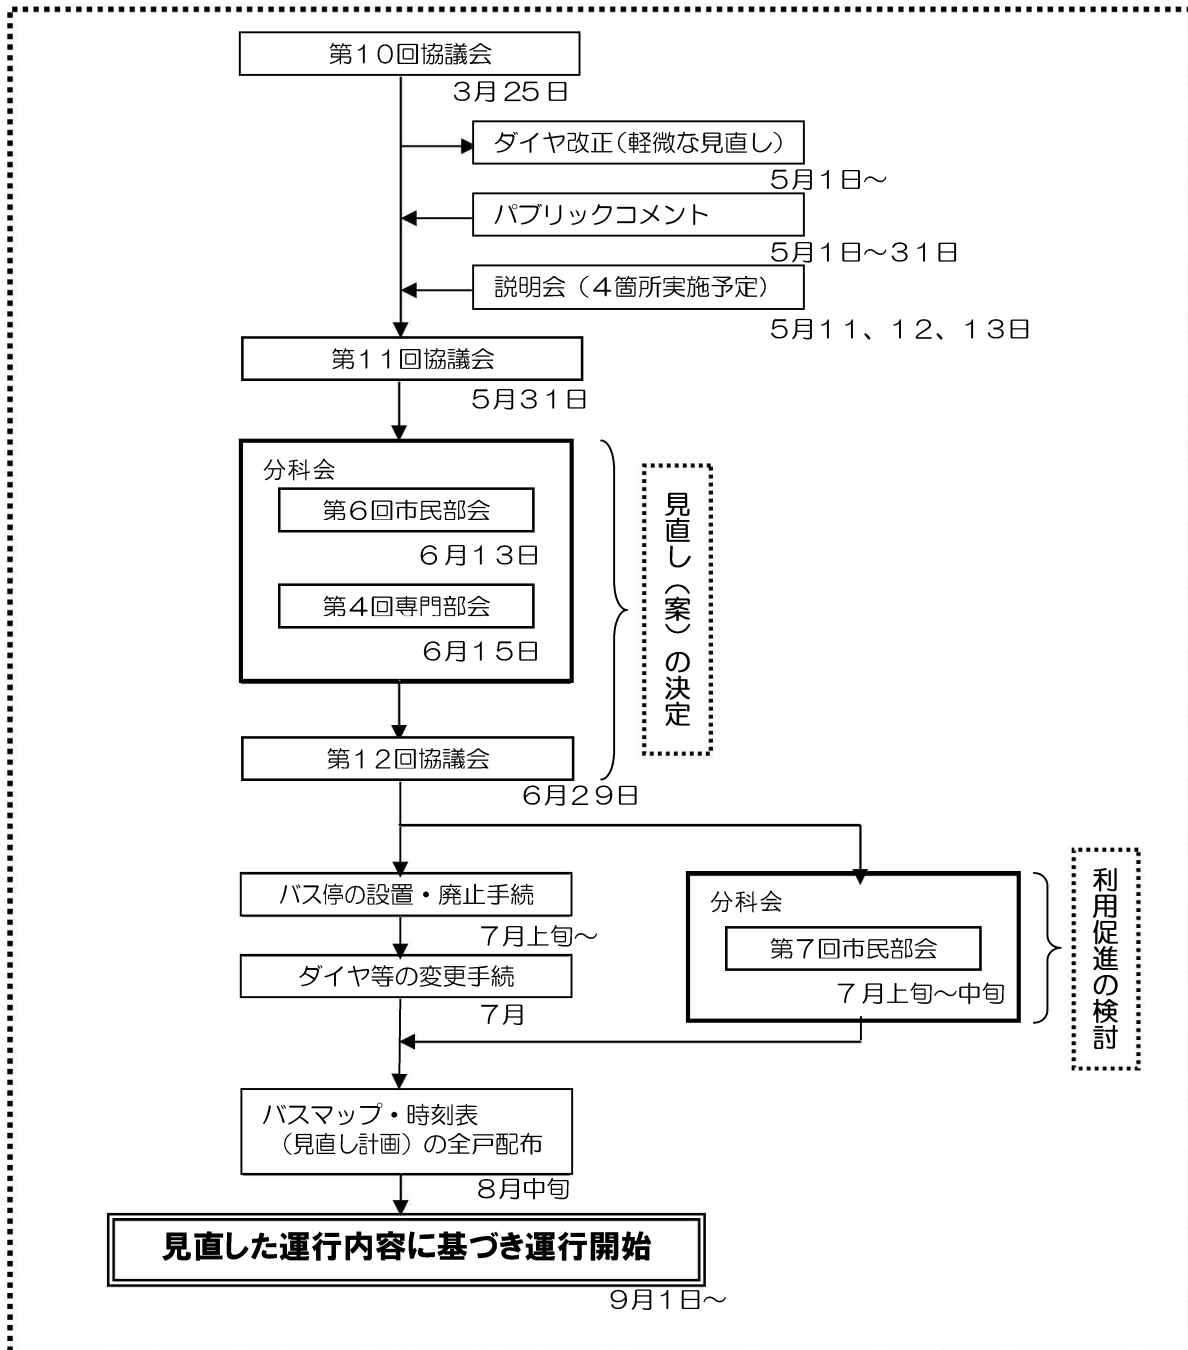 第１０回協議会
３月２５日
ダイヤ改正（軽微な見直し）
５月１日～
パブリックコメント
５月１日～３１日
説明会（４箇所実施予定）
５月１１、１２、１３日
第１１回協議会
５月３１日
分科会
第６回市民部会
６月１３日
第４回専門部会
６月１５日
見直し（案）の決定
第１２回協議会
６月２９日
バス停の設置・廃止手続
７月上旬～
ダイヤ等の変更手続
７月
分科会
第７回市民部会
７月上旬～中旬
利用促進の検討
バスマップ・時刻表
（見直し計画）の全戸配布
８月中旬
見直した運行内容に基づき運行開始
９月１日～